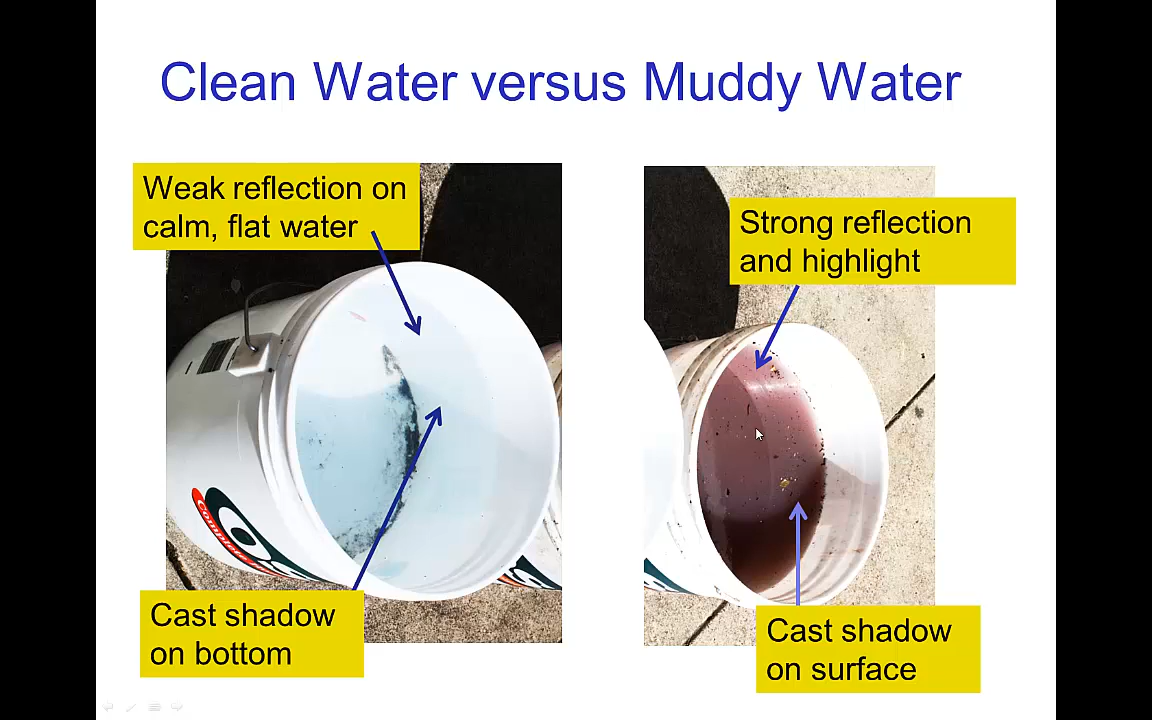 Clean Water versus Muddy Water
Weak reflection on
calm, flat water
Strong reflection
and highlight
Cast shadow
on bottom
Cast shadow
on surface